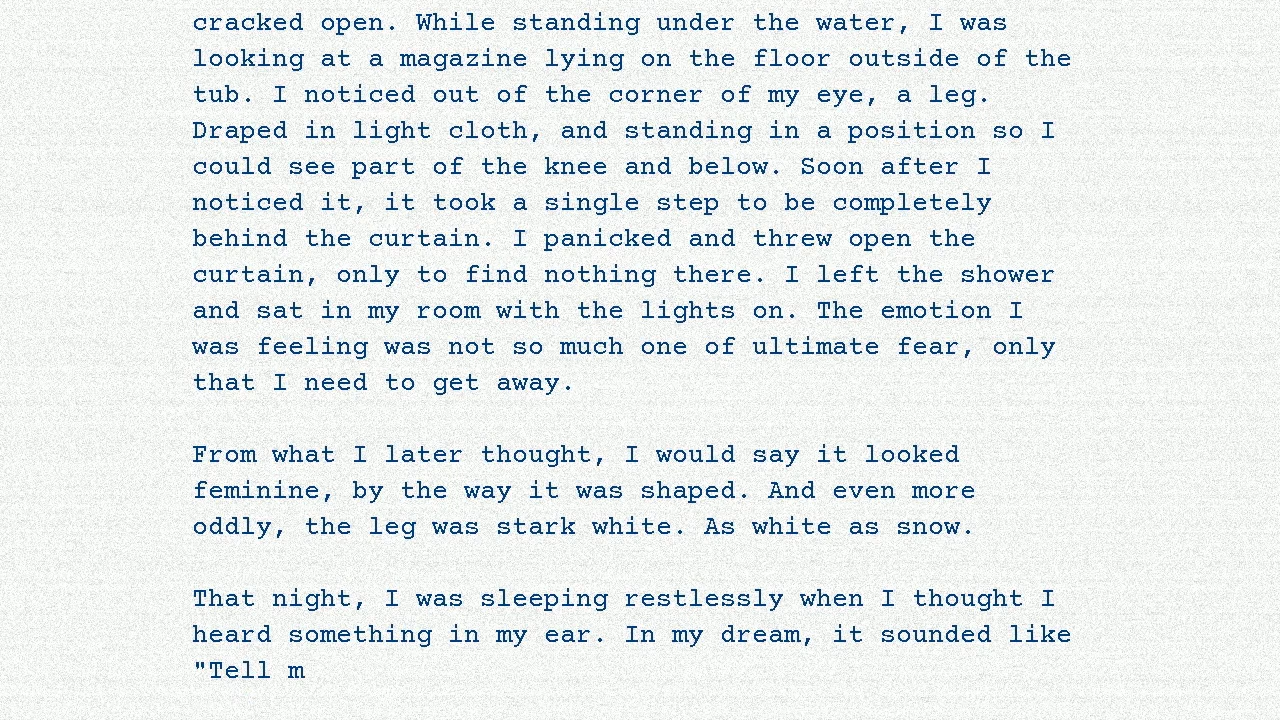 cracked open. While standing under the water, I was
looking at a magazine lying on the floor outside of the
tub. I noticed out of the corner of my eye, a leg.
Draped in light cloth, and standing in a position so I
could see part of the knee and below. Soon after I
noticed it, it took a single step to be completely
behind the curtain. I panicked and threw open the
curtain, only to find nothing there. I left the shower
and sat in my room with the lights on. The emotion I
was feeling was not so much one of ultimate fear, only
that I need to get away.
From what I later thought, I would say it looked
feminine, by the way it was shaped. And even more
oddly, the leg was stark white. As white as snow.
That night, I was sleeping restlessly when I thought I
heard something in my ear. In my dream, it sounded like
"Tell m